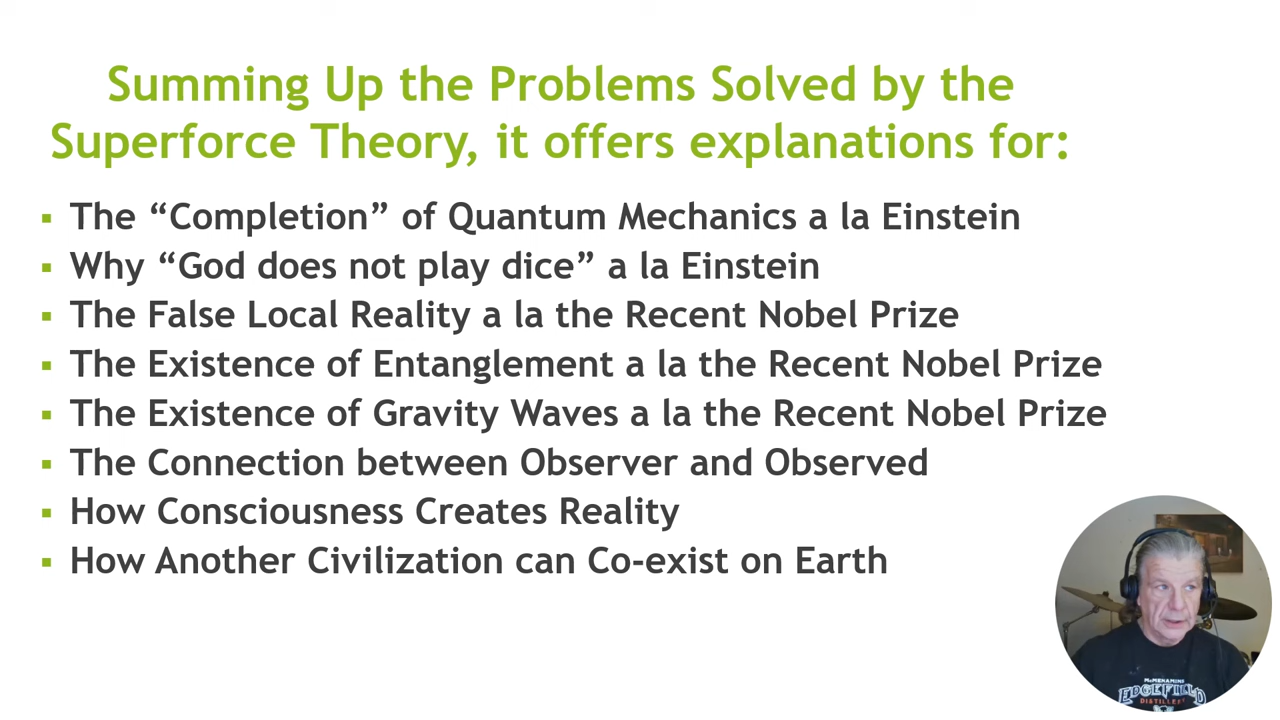 Summing Up the Problems Solved by the
Superforce Theory, it offers explanations for:
The “Completion” of Quantum Mechanics a la Einstein
Why “God does not play dice” a la Einstein
The False Local Reality a la the Recent Nobel Prize
The Existence of Entanglement a la the Recent Nobel Prize
The Existence of Gravity Waves a la the Recent Nobel Prize
The Connection between Observer and Observed
How Consciousness Creates Reality
How Another Civilization can Co-exist on Earth
McMENAMINS
EDGEFIELD
DISTILLERY